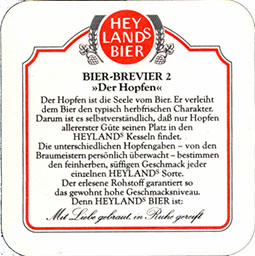 HEY
LANDS
BIER
BIER-BREVIER 2
»Der Hopfen«
Der Hopfen ist die Seele vom Bier. Er verleiht
dem Bier den typisch herbfrischen Charakter.
Darum ist es selbstverständlich, daß nur Hopfen
allererster Güte seinen Platz in den
HEYLANDS Kesseln findet.
Die unterschiedlichen Hopfengaben – von den
Braumeistern persönlich überwacht – bestimmen
den feinherben, süffigen Geschmack jeder
einzelnen HEYLANDS Sorte.
Der erlesene Rohstoff garantiert so
das gewohnt hohe Geschmacksniveau.
Denn HEYLANDS BIER ist:
Mit Liebe gebraut, in Ruhe gereift